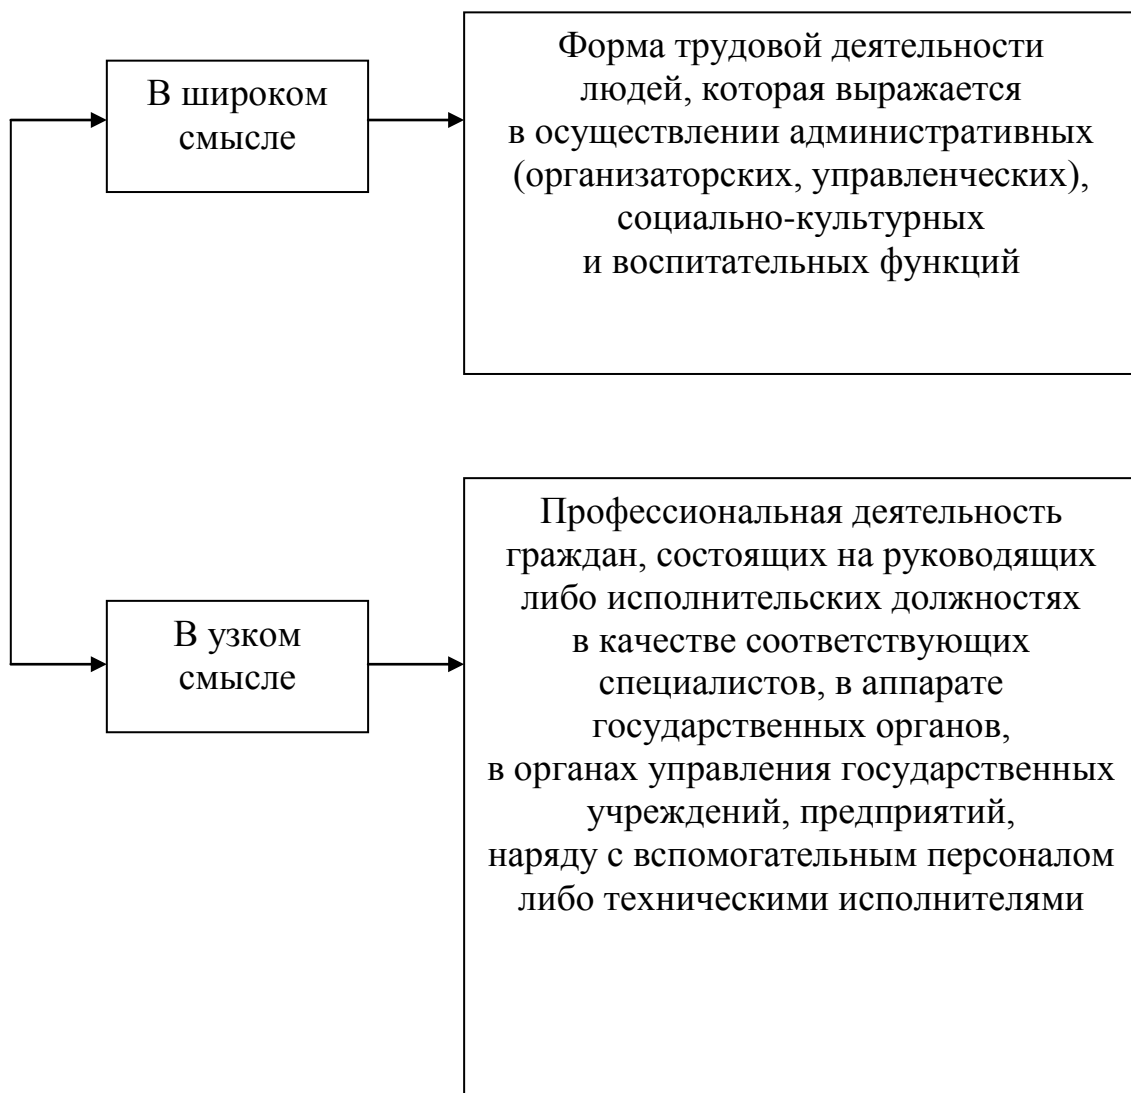 В широком
смысле
Форма трудовой деятельности
людей, которая выражается
в осуществлении административных
(организаторских, управленческих),
социально-культурных
и воспитательных функций
В узком
смысле
Профессиональная деятельность
граждан, состоящих на руководящих
либо исполнительских должностях
в качестве соответствующих
специалистов, в аппарате
государственных органов,
в органах управления государственных
учреждений, предприятий,
наряду с вспомогательным персоналом
либо техническими исполнителями